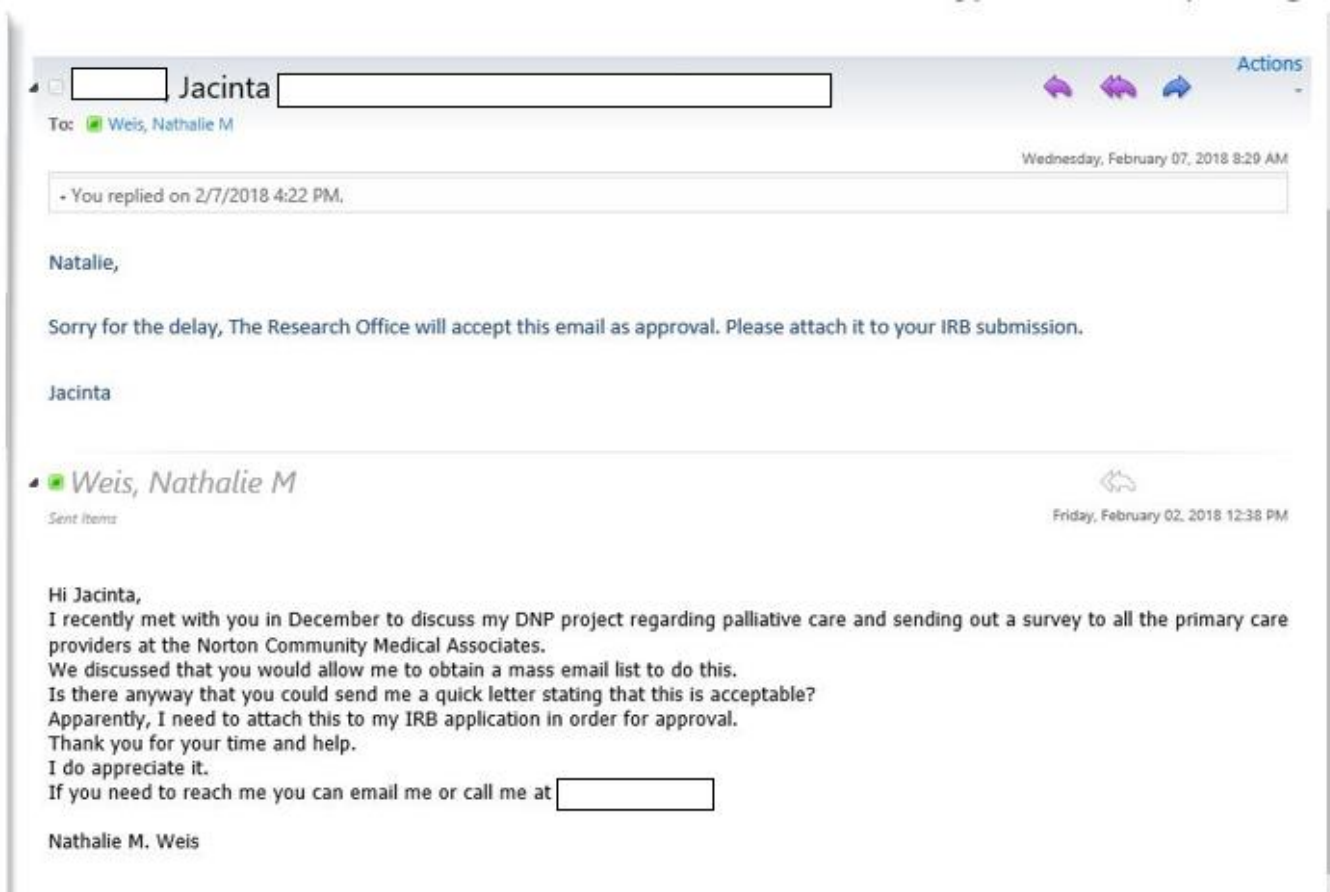 Actions
, Jacinta
To: Weis, Nathalie M
Wednesday, February 07, 2018 8:29 AM
• You replied on 2/7/2018 4:22 PM.
Natalie,
Sorry for the delay, The Research Office will accept this email as approval. Please attach it to your IRB submission.
Jacinta
Weis, Nathalie M
Sent Items
Friday, February 02, 2018 12:38 PM
Hi Jacinta,
I recently met with you in December to discuss my DNP project regarding palliative care and sending out a survey to all the primary care
providers at the Norton Community Medical Associates.
We discussed that you would allow me to obtain a mass email list to do this.
Is there anyway that you could send me a quick letter stating that this is acceptable?
Apparently, I need to attach this to my IRB application in order for approval.
Thank you for your time and help.
I do appreciate it.
If you need to reach me you can email me or call me at
Nathalie M. Weis